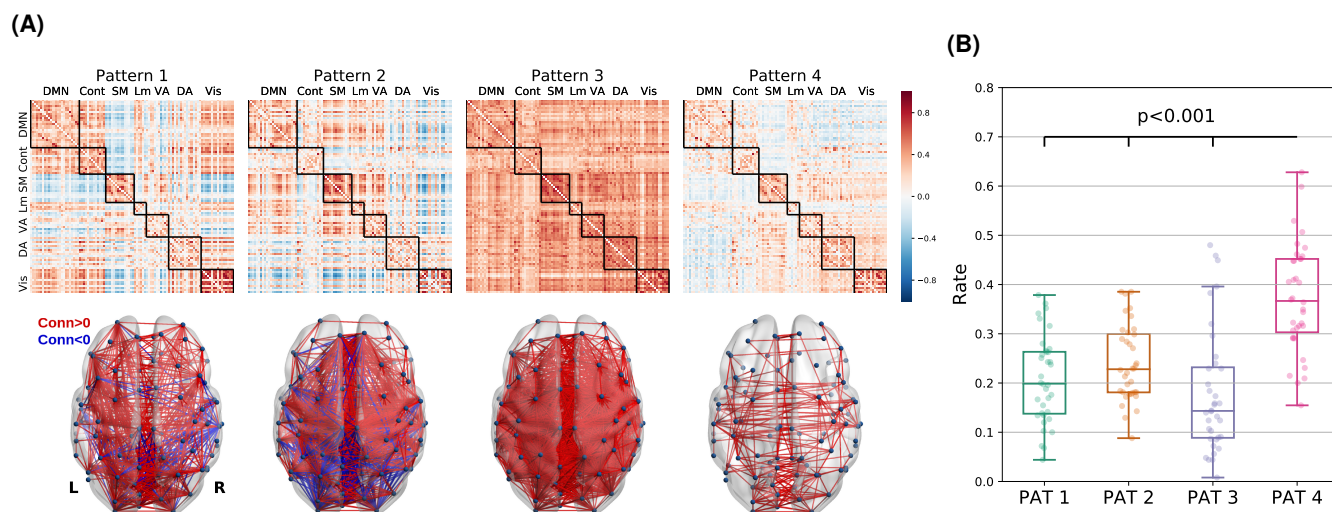 (A)
Pattern 1 Pattern 2 Pattern 3 Pattern 4
DMN Cont SM Lm VA DA Vis DMN Cont SM Lm VA DA Vis DMN Cont SM Lm VA DA Vis DMN Cont SM Lm VA DA Vis
DMN
Cont
SM
Lm
VA
DA
Vis
0.8
0.4
0.0
−0.4
−0.8
Conn>0
Conn<0
L R
(B)
p<0.001
Rate
0.8
0.7
0.6
0.5
0.4
0.3
0.2
0.1
0.0
PAT 1 PAT 2 PAT 3 PAT 4